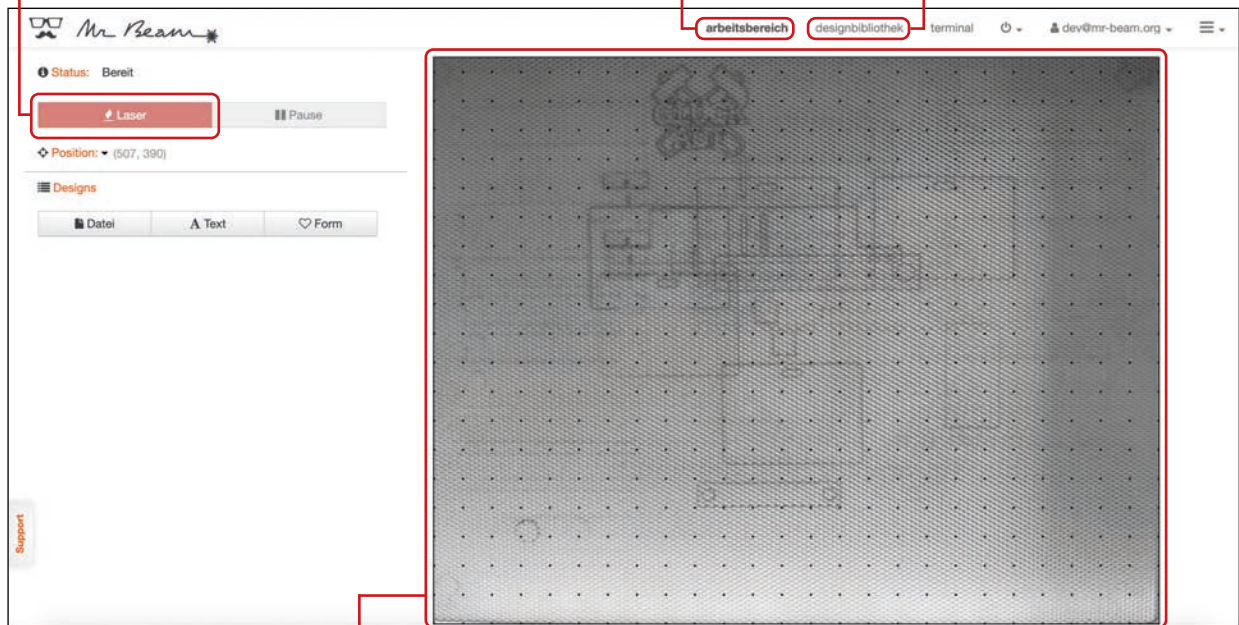 Mr Beam
arbeitsbereich designbibliothek terminal dev@mr-beam.org
Status: Bereit
Laser Pause
Position: (507, 390)
Designs
Datei A Text Form
Support